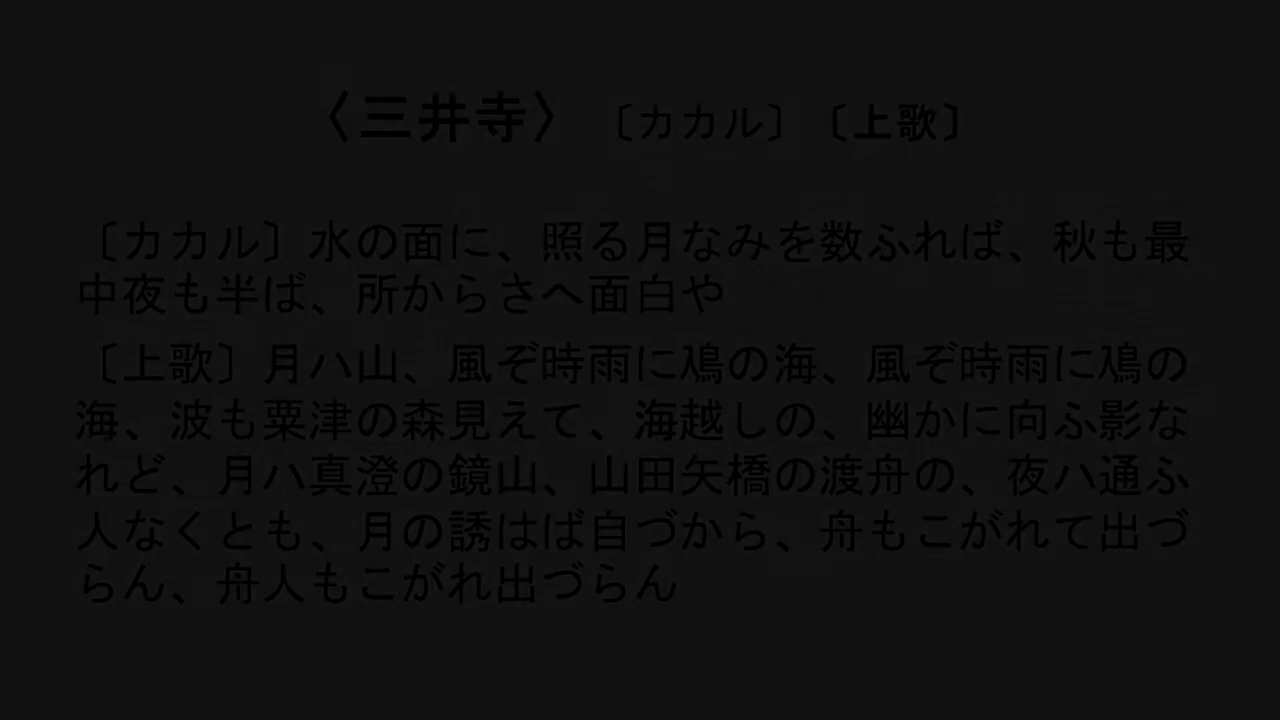 〈三井寺〉〔カカル〕〔上歌〕
〔カカル〕水の面に、照る月なみを数ふれば、秋も最
中夜も半ば、所からさへ面白や
〔上歌〕月ハ山、風ぞ時雨に鳰の海、風ぞ時雨に鳰の
海、波も粟津の森見えて、海越しの、幽かに向ふ影な
れど、月ハ真澄の鏡山、山田矢橋の渡舟の、夜ハ通ふ
人なくとも、月の誘はば自づから、舟もこがれて出づ
らん、舟人もこがれ出づらん